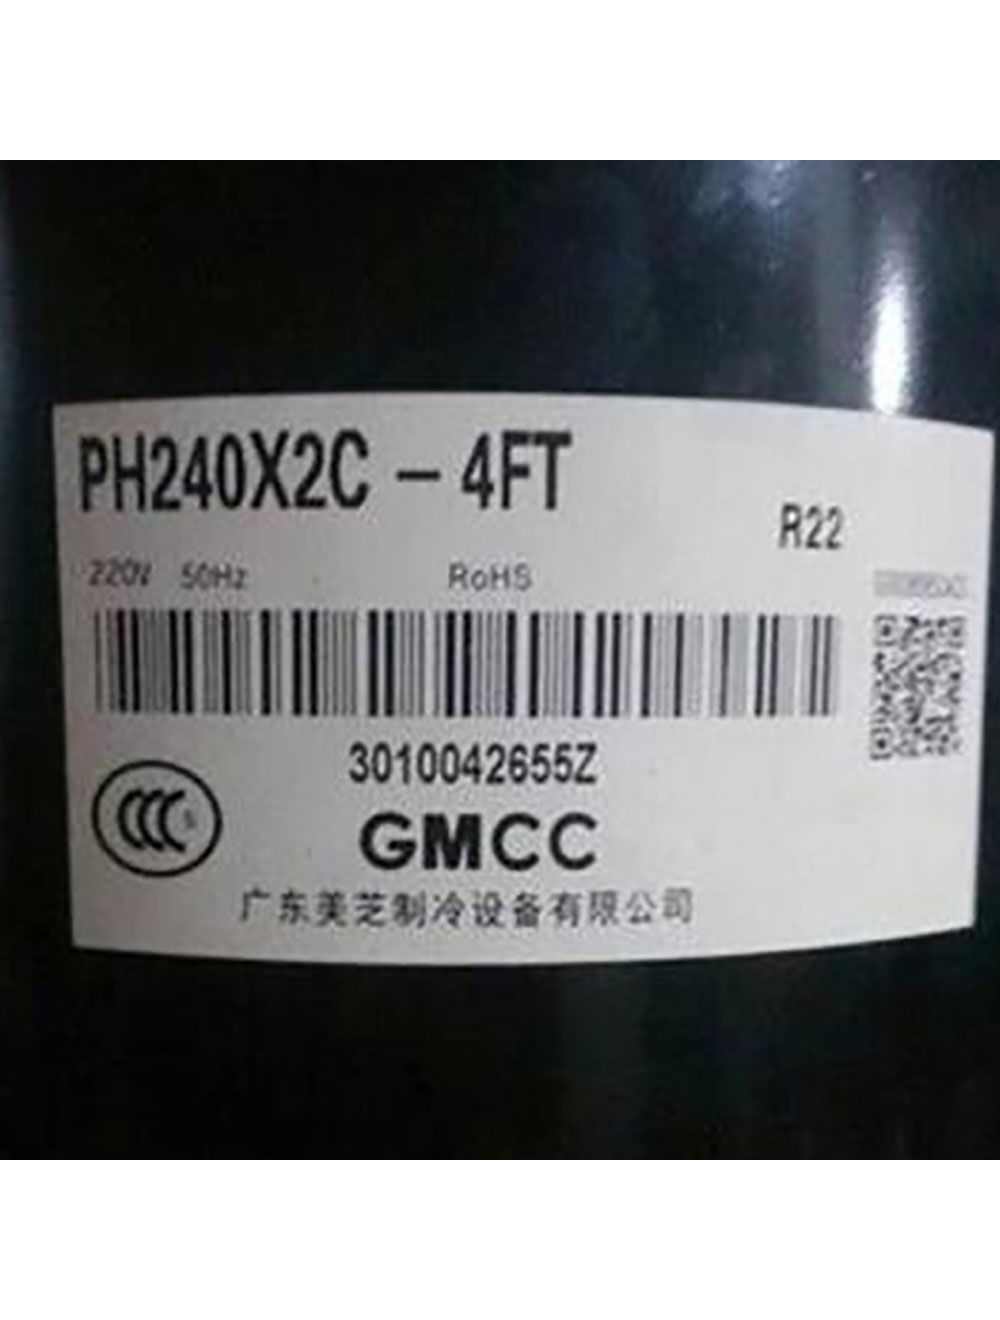 PH240X2C - 4FT
R22
220V 50Hz RoHS
3010042655Z
CCC S
GMCC
广东美芝制冷设备有限公司